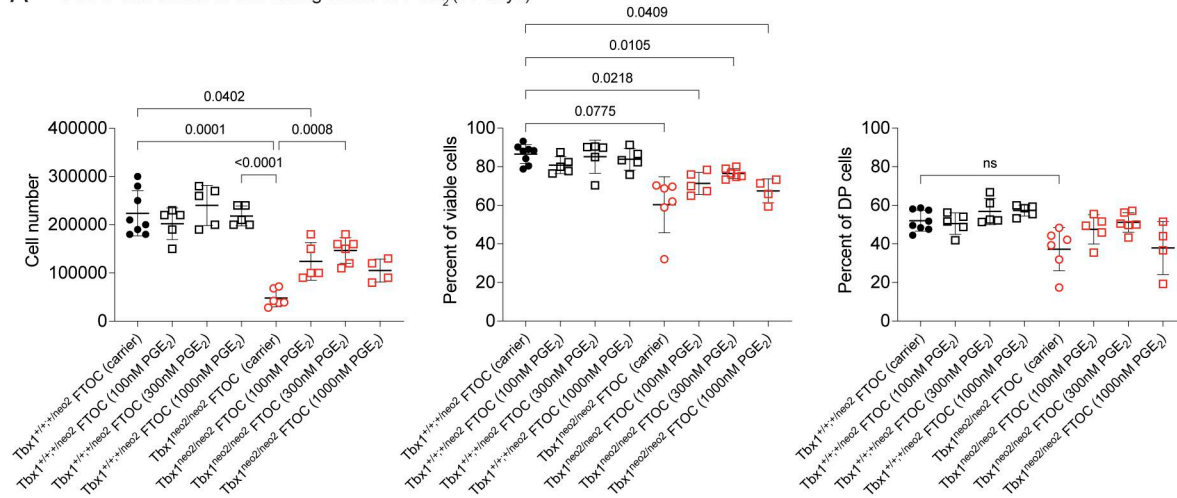 0.0402
0.0001
0.0008
<0.0001
400000
300000
200000
100000
0
Cell number
Tbx1+/+;+/neo2 FTOC (carrier)
Tbx1+/+;+/neo2 FTOC (100nM PGE2)
Tbx1+/+;+/neo2 FTOC (300nM PGE2)
Tbx1+/+;+/neo2 FTOC (1000nM PGE2)
Tbx1neo2/neo2 FTOC (carrier)
Tbx1neo2/neo2 FTOC (100nM PGE2)
Tbx1neo2/neo2 FTOC (300nM PGE2)
Tbx1neo2/neo2 FTOC (1000nM PGE2)
0.0409
0.0105
0.0218
0.0775
100
80
60
40
20
0
Percent of viable cells
Tbx1+/+;+/neo2 FTOC (carrier)
Tbx1+/+;+/neo2 FTOC (100nM PGE2)
Tbx1+/+;+/neo2 FTOC (300nM PGE2)
Tbx1+/+;+/neo2 FTOC (1000nM PGE2)
Tbx1neo2/neo2 FTOC (carrier)
Tbx1neo2/neo2 FTOC (100nM PGE2)
Tbx1neo2/neo2 FTOC (300nM PGE2)
Tbx1neo2/neo2 FTOC (1000nM PGE2)
ns
100
80
60
40
20
0
Percent of DP cells
Tbx1+/+;+/neo2 FTOC (carrier)
Tbx1+/+;+/neo2 FTOC (100nM PGE2)
Tbx1+/+;+/neo2 FTOC (300nM PGE2)
Tbx1+/+;+/neo2 FTOC (1000nM PGE2)
Tbx1neo2/neo2 FTOC (carrier)
Tbx1neo2/neo2 FTOC (100nM PGE2)
Tbx1neo2/neo2 FTOC (300nM PGE2)
Tbx1neo2/neo2 FTOC (1000nM PGE2)